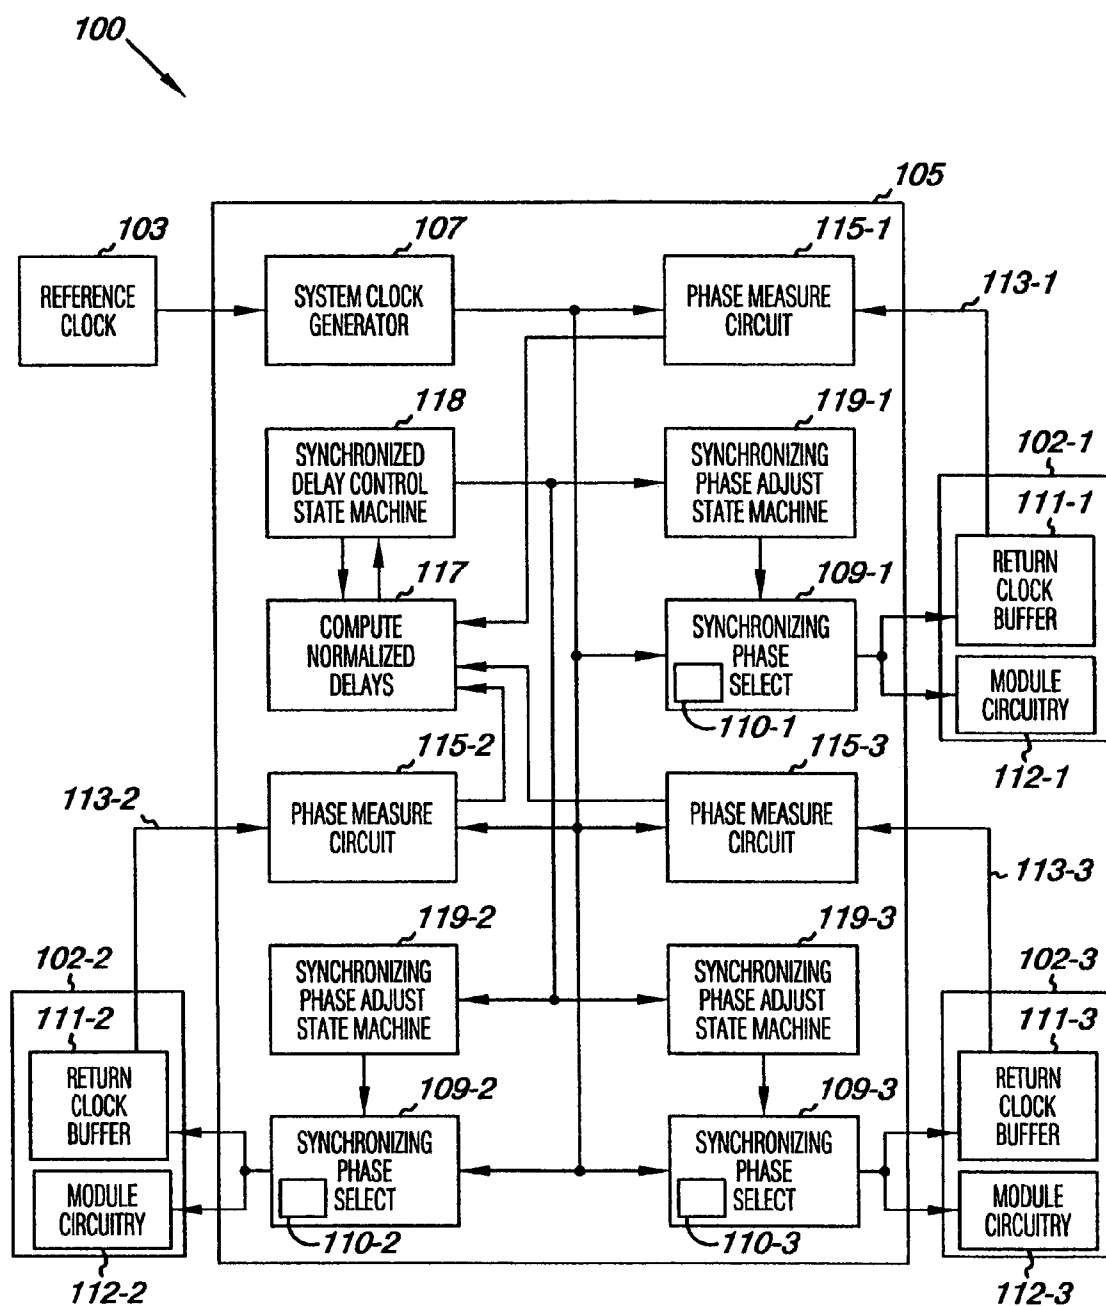 100
105
103
107
115-1
REFERENCE
CLOCK
SYSTEM CLOCK
GENERATOR
PHASE MEASURE
CIRCUIT
113-1
118
119-1
SYNCHRONIZED
DELAY CONTROL
STATE MACHINE
SYNCHRONIZING
PHASE ADJUST
STATE MACHINE
102-1
111-1
RETURN
CLOCK
BUFFER
117
109-1
COMPUTE
NORMALIZED
DELAYS
SYNCHRONIZING
PHASE
SELECT
MODULE
CIRCUITRY
110-1
112-1
115-2
115-3
113-2
PHASE MEASURE
CIRCUIT
PHASE MEASURE
CIRCUIT
113-3
119-2
119-3
102-2
SYNCHRONIZING
PHASE ADJUST
STATE MACHINE
SYNCHRONIZING
PHASE ADJUST
STATE MACHINE
102-3
111-2
111-3
RETURN
CLOCK
BUFFER
RETURN
CLOCK
BUFFER
109-2
109-3
SYNCHRONIZING
PHASE
SELECT
SYNCHRONIZING
PHASE
SELECT
MODULE
CIRCUITRY
MODULE
CIRCUITRY
110-2
110-3
112-2
112-3